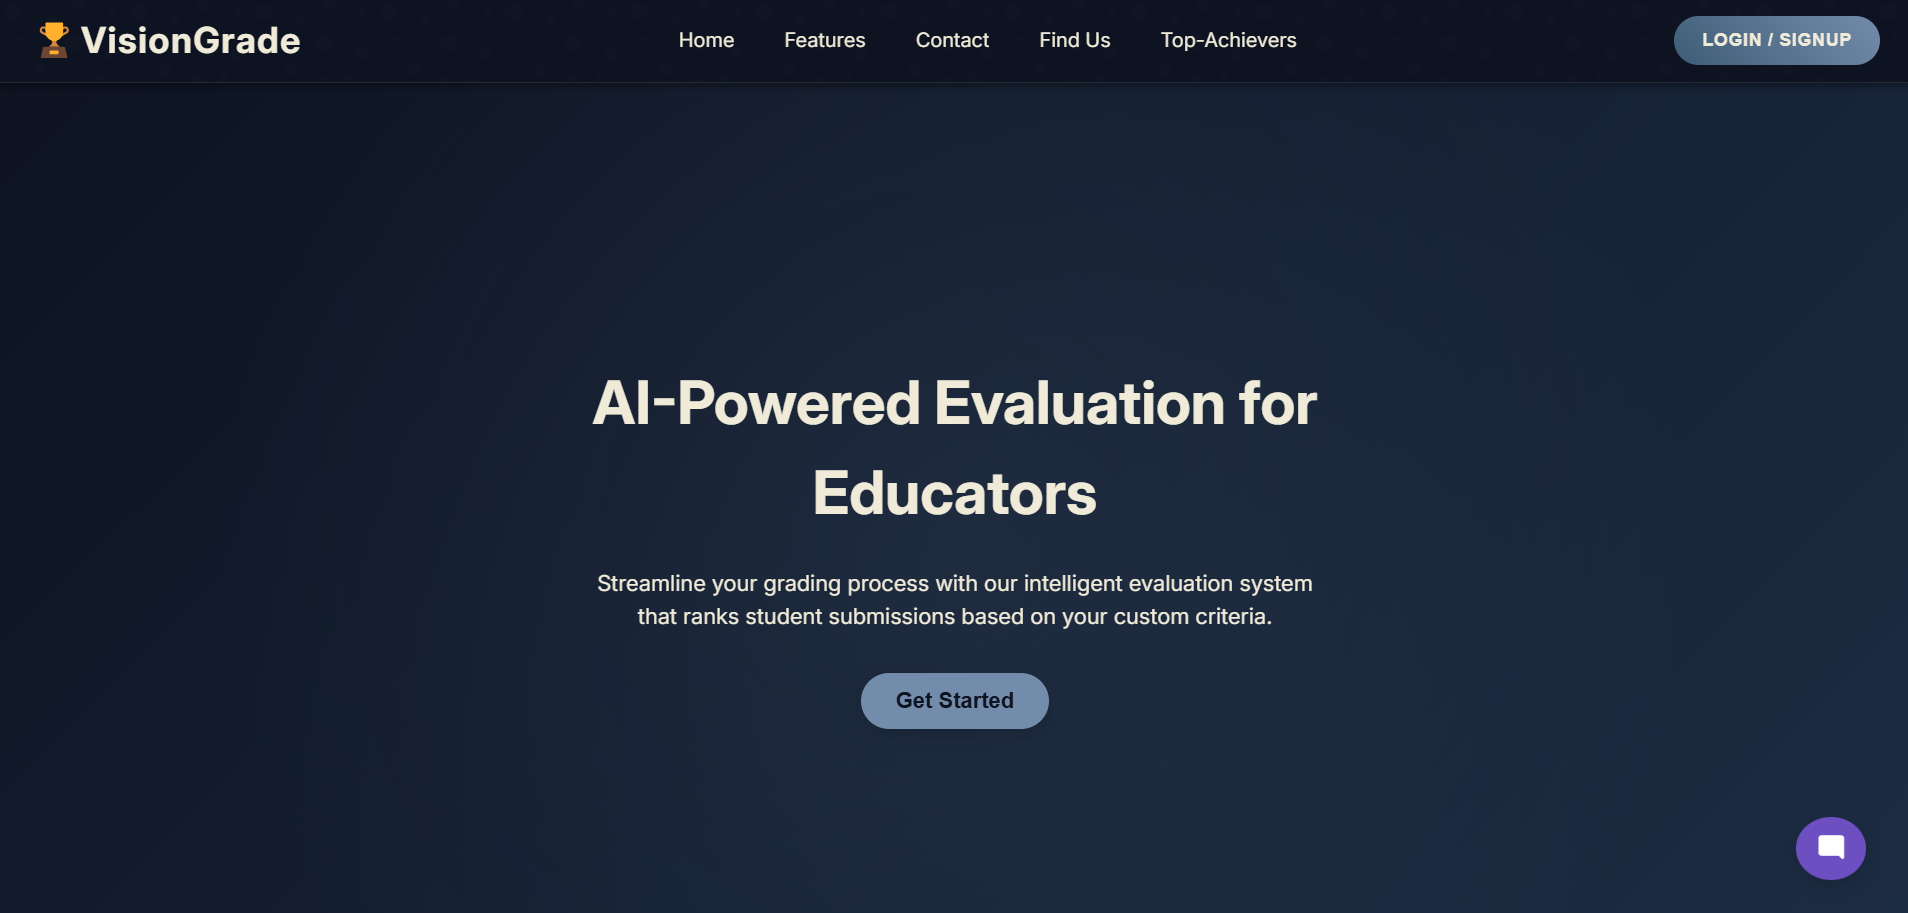 VisionGrade
Home
Features
Contact
Find Us
Top-Achievers
LOGIN / SIGNUP
AI-Powered Evaluation for
Educators
Streamline your grading process with our intelligent evaluation system
that ranks student submissions based on your custom criteria.
Get Started